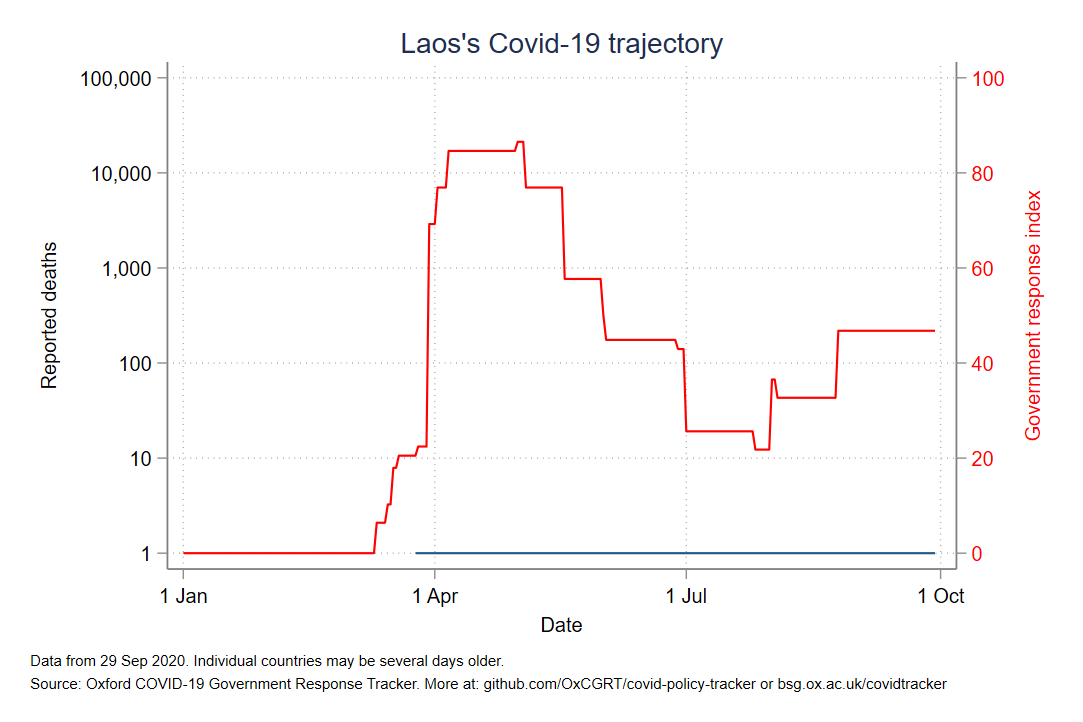 Laos's Covid-19 trajectory
100,000
10,000
1,000
100
10
1
Reported deaths
100
80
60
40
20
0
Government response index
1 Jan
1 Apr
1 Jul
1 Oct
Date
Data from 29 Sep 2020. Individual countries may be several days older.
Source: Oxford COVID-19 Government Response Tracker. More at: github.com/OxCGRT/covid-policy-tracker or bsg.ox.ac.uk/covidtracker